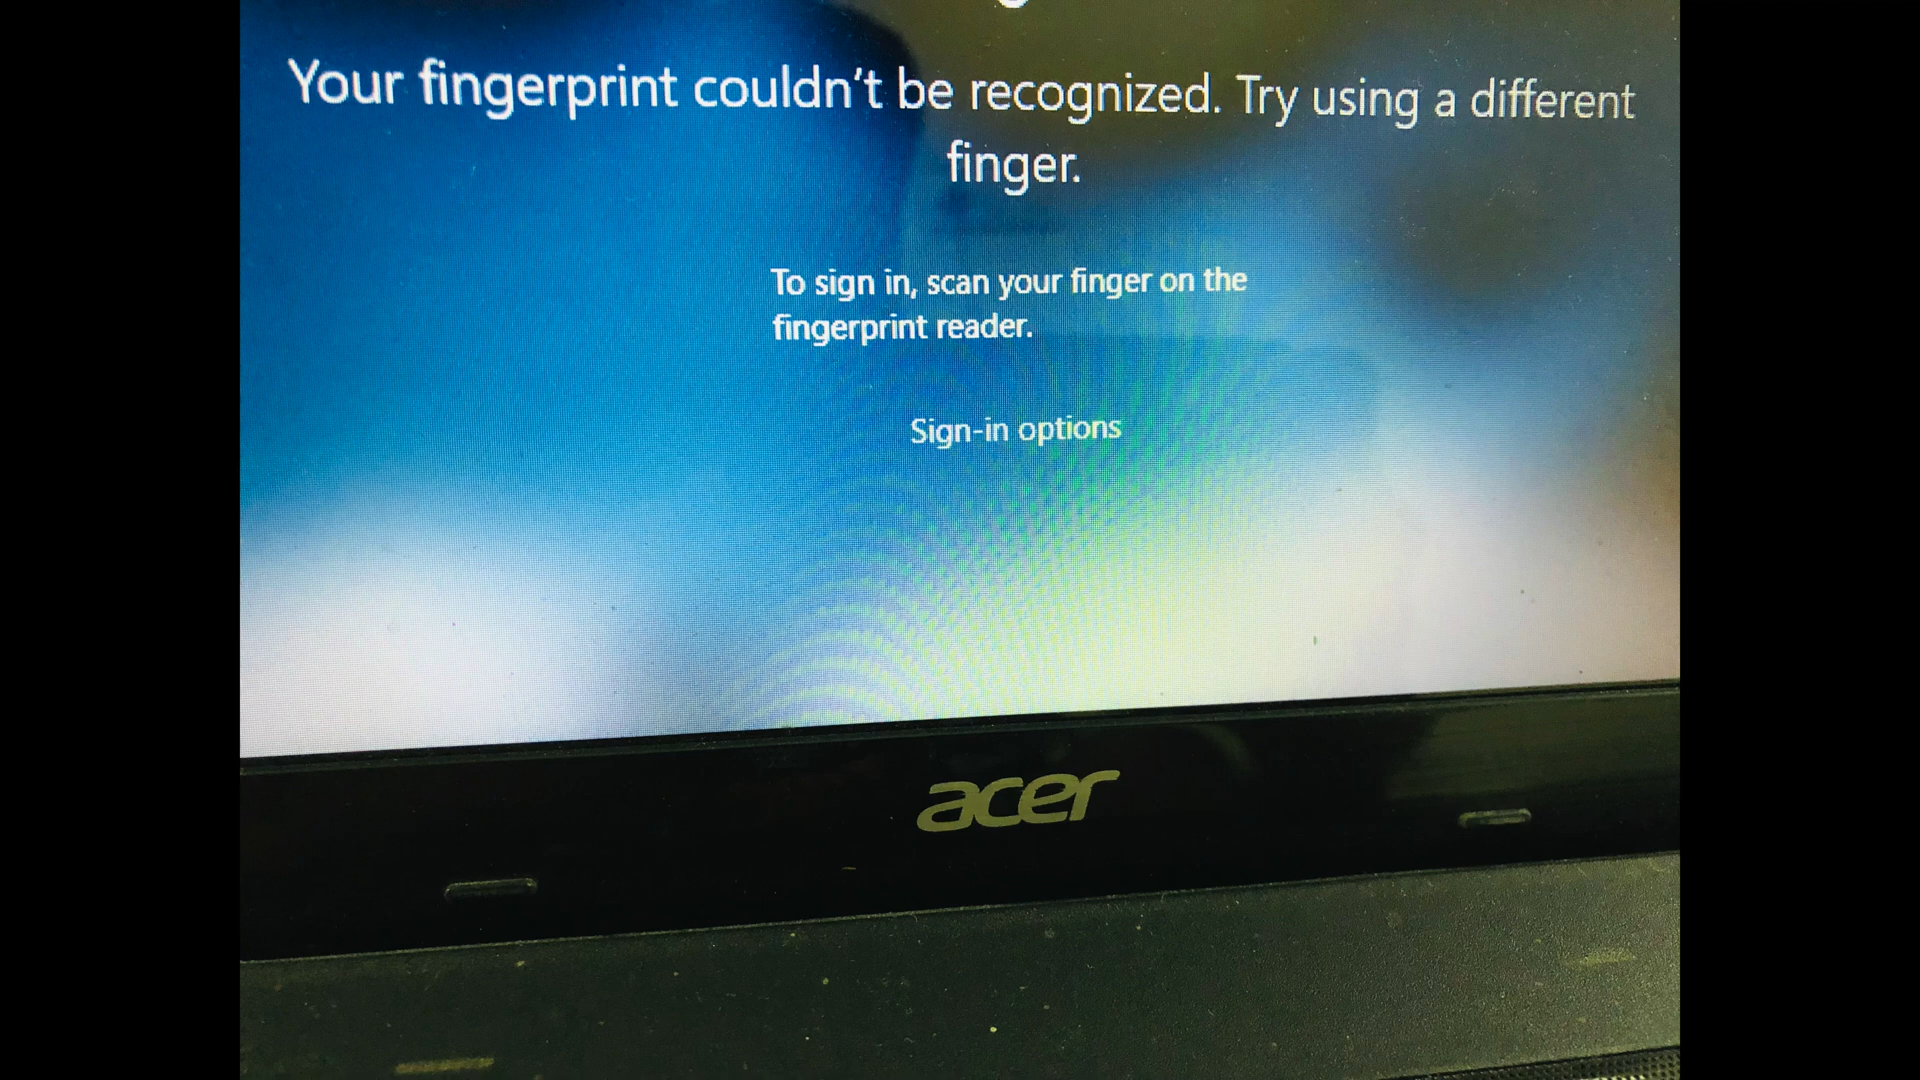 Your fingerprint couldn't be recognized. Try using a different
finger.
To sign in, scan your finger on the
fingerprint reader.
Sign-in options
acer